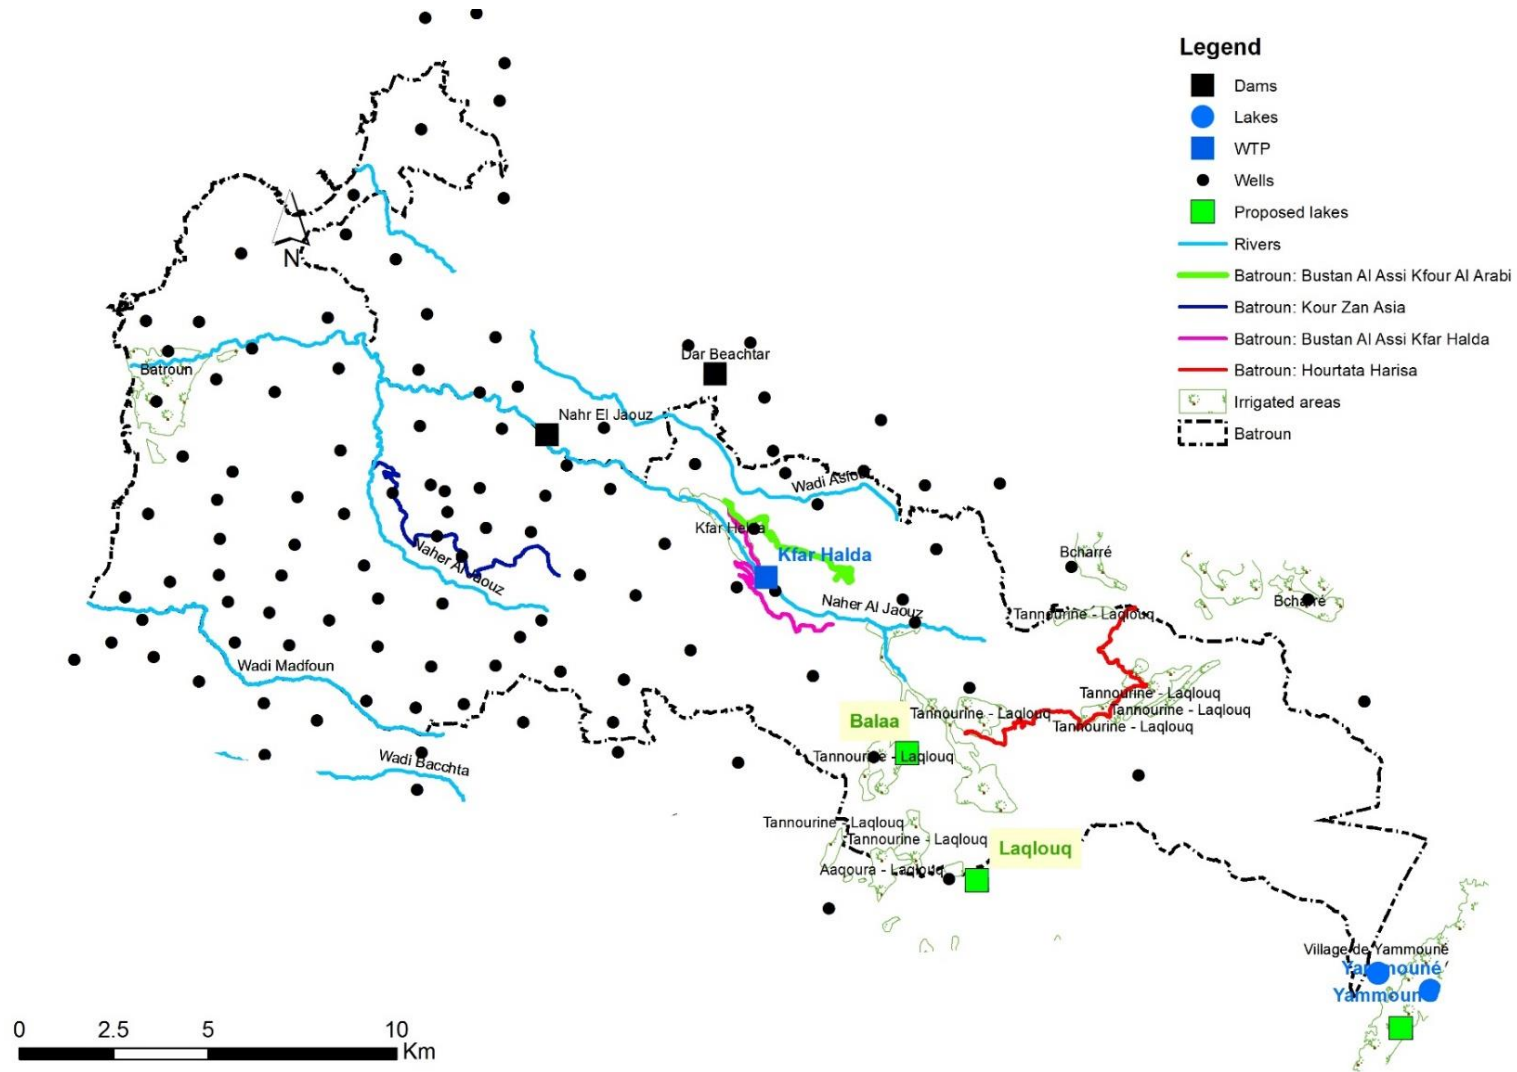 Legend
Dams
Lakes
WTP
Wells
Proposed lakes
Rivers
Batroun: Bustan Al Assi Kfour Al Arabi
Batroun: Kour Zan Asia
Batroun: Bustan Al Assi Kfar Halda
Batroun: Hourtata Harisa
Irrigated areas
Batroun
N
Dar Beachtar
Batroun
Nahr El Jaouz
Wadi Asfour
Kfar Helda
Kfar Halda
Naher Al Jaouz
Bcharré
Bcharré
Naher Al Jaouz
Tannourine - Laqlouq
Wadi Madfoun
Tannourine - Laqlouq
Tannourine - Laqlouq
Tannourine - Laqlouq
Tannourine - Laqlouq
Balaa
Tannourine - Laqlouq
Wadi Bacchta
Tannourine - Laqlouq
Tannourine - Laqlouq
Laqlouq
Aaqoura - Laqlouq
Village de Yammouné
Yammouné
Yammouné
0 2.5 5 10
Km